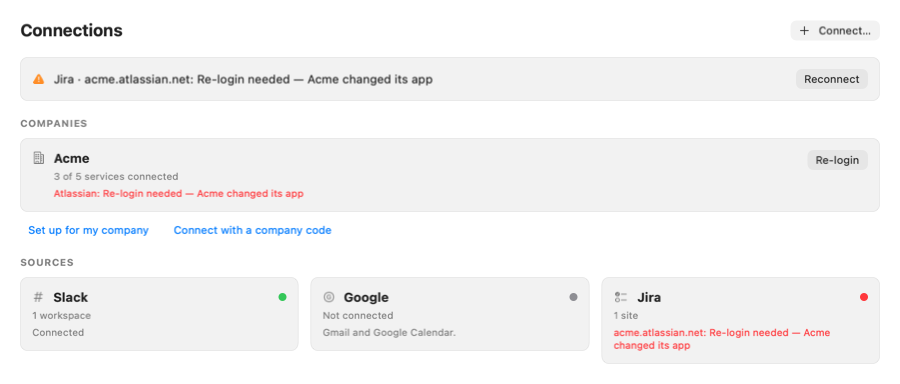 Connections
+ Connect...
Jira · acme.atlassian.net: Re-login needed — Acme changed its app
Reconnect
COMPANIES
Acme
Re-login
3 of 5 services connected
Atlassian: Re-login needed — Acme changed its app
Set up for my company
Connect with a company code
SOURCES
Slack
1 workspace
Connected
Google
Not connected
Gmail and Google Calendar.
Jira
1 site
acme.atlassian.net: Re-login needed — Acme
changed its app